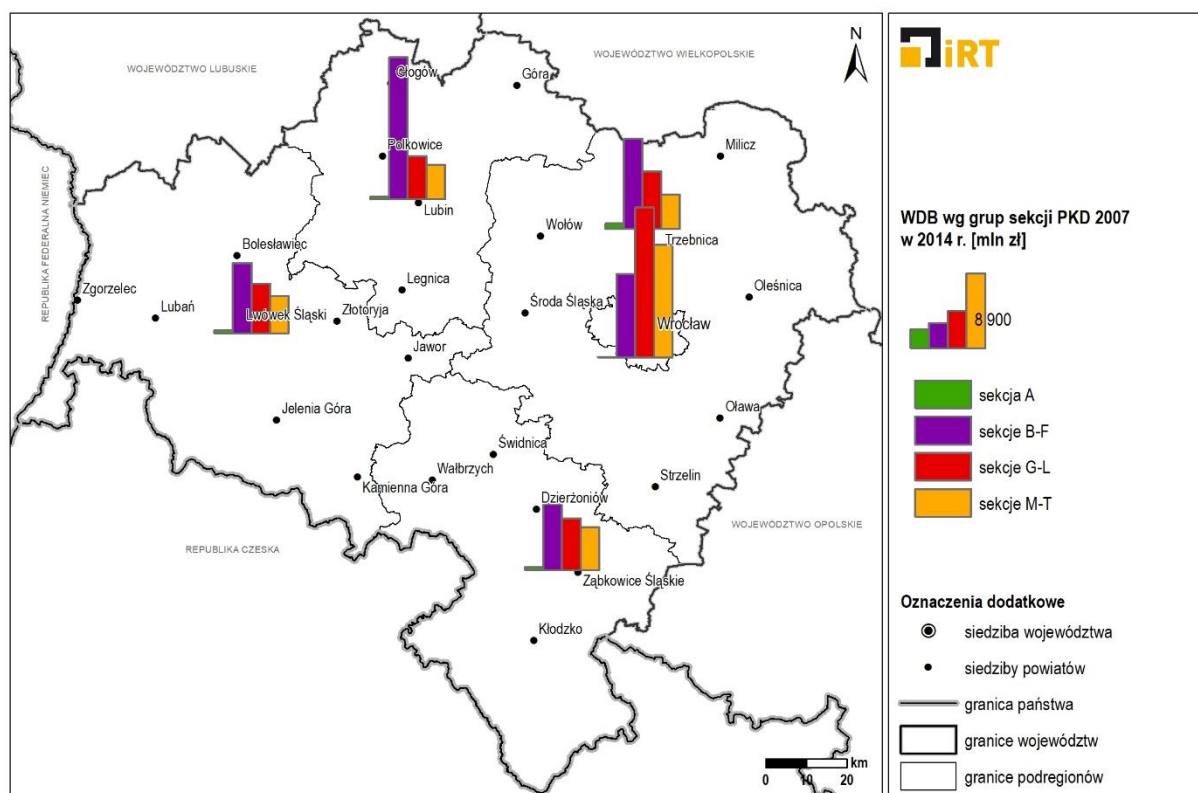 WOJEWÓDZTWO LUBUSKIE
WOJEWÓDZTWO WIELKOPOLSKIE
N
Głogów
Góra
Polkowice
Milicz
Lubin
Wołów
Trzebnica
REPUBLIKA FEDERALNA NIEMIEC
Bolesławiec
Zgorzelec
Legnica
Oleśnica
Lubań
Lwówek Śląski
Złotoryja
Środa Śląska
Wrocław
Jawor
Jelenia Góra
Oława
Świdnica
Kamienna Góra
Wałbrzych
Strzelin
Dzierżoniów
WOJEWÓDZTWO OPOLSKIE
REPUBLIKA CZESKA
Ząbkowice Śląskie
Kłodzko
km
0 10 20
iRT
WDB wg grup sekcji PKD 2007
w 2014 r. [mln zł]
8 900
sekcja A
sekcje B-F
sekcje G-L
sekcje M-T
Oznaczenia dodatkowe
siedziba województwa
siedziby powiatów
granica państwa
granice województw
granice podregionów